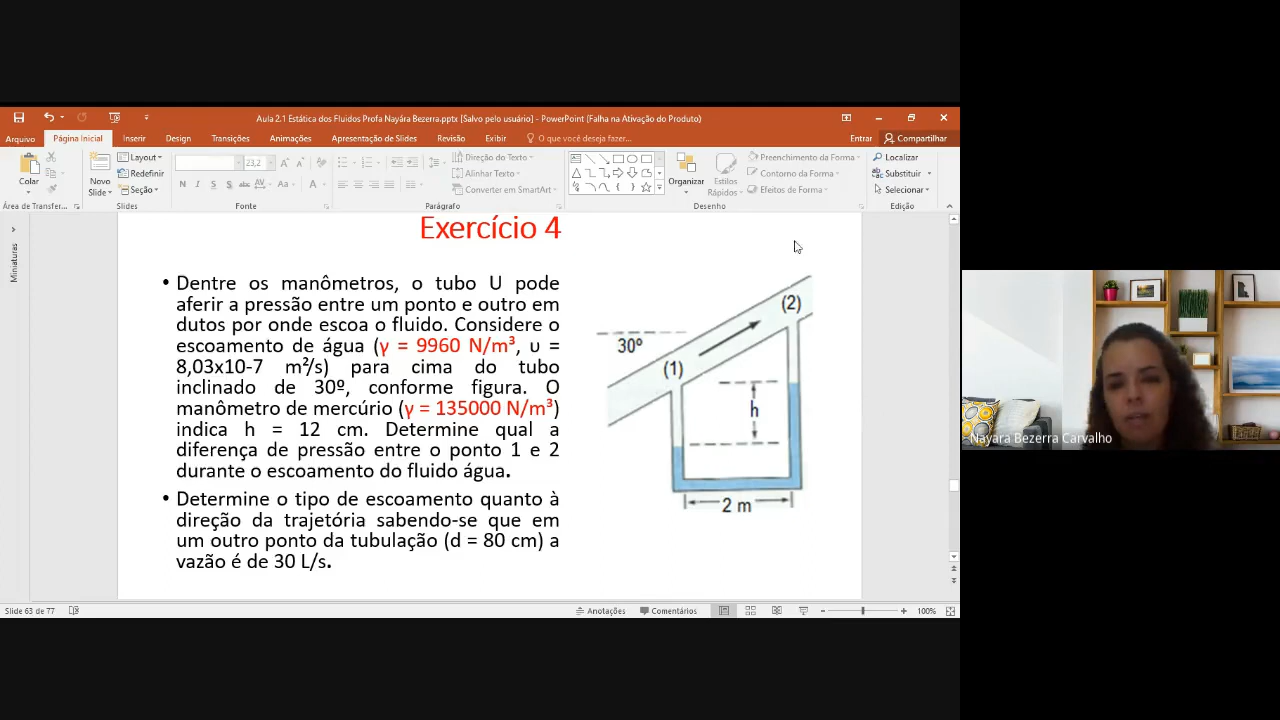 Aula 2.1 Estática dos Fluidos Profa Nayára Bezerra.pptx [Salvo pelo usuário] - PowerPoint (Falha na Ativação do Produto)
Arquivo Página Inicial Inserir Design Transições Animações Apresentação de Slides Revisão Exibir O que você deseja fazer... Entrar Compartilhar
Colar
Novo Slide
Layout
Redefinir
Seção
23,2
N I S S abc AV Aa A
Direção do Texto
Alinhar Texto
Converter em SmartArt
Organizar
Estilos Rápidos
Preenchimento da Forma
Contorno da Forma
Efeitos de Forma
Localizar
Substituir
Selecionar
Área de Transfer... Slides Fonte Parágrafo Desenho Edição
Miniaturas
Exercício 4
• Dentre os manômetros, o tubo U pode
aferir a pressão entre um ponto e outro em
dutos por onde escoa o fluido. Considere o
escoamento de água (γ = 9960 N/m³, υ =
8,03x10-7 m²/s) para cima do tubo
inclinado de 30º, conforme figura. O
manômetro de mercúrio (γ = 135000 N/m³)
indica h = 12 cm. Determine qual a
diferença de pressão entre o ponto 1 e 2
durante o escoamento do fluido água.
• Determine o tipo de escoamento quanto à
direção da trajetória sabendo-se que em
um outro ponto da tubulação (d = 80 cm) a
vazão é de 30 L/s.
(2)
30º
(1)
h
2 m
Nayara Bezerra Carvalho
Slide 63 de 77 Anotações Comentários 100%